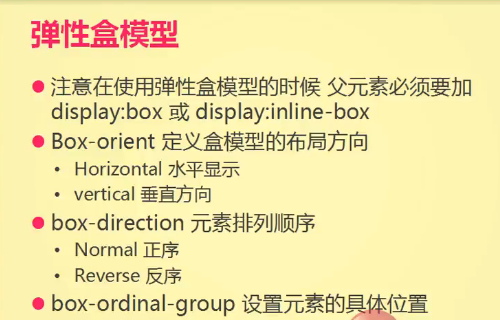 弹性盒模型
注意在使用弹性盒模型的时候 父元素必须要加
display:box 或 display:inline-box
Box-orient 定义盒模型的布局方向
Horizontal 水平显示
vertical 垂直方向
box-direction 元素排列顺序
Normal 正序
Reverse 反序
box-ordinal-group 设置元素的具体位置